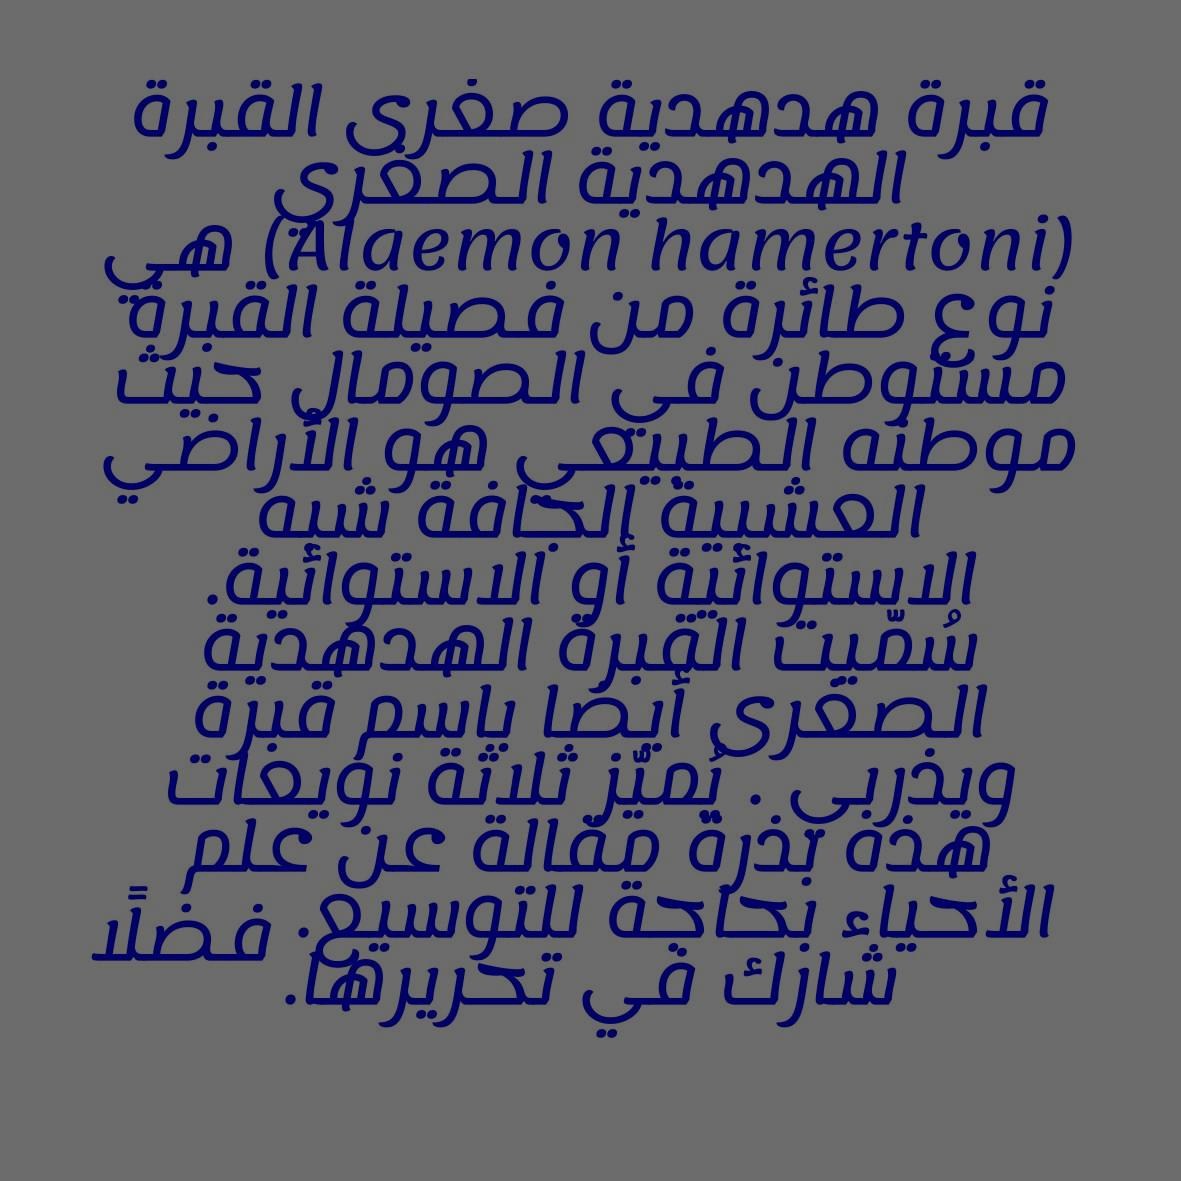 قبرة هدهدية صغرى القبرة
الهدهدية الصغرى
(Alaemon hamertoni) هي
نوع طائرة من فصيلة القبرة
مستوطن في الصومال حيث
موطنه الطبيعي هو الأراضي
العشبية الجافة شبه
الاستوائية أو الاستوائية.
سُمّيت القبرة الهدهدية
الصغرى أيضًا باسم قبرة
ويذربي . يُميّز ثلاثة نويعات
هذه بذرة مقالة عن علم
الأحياء بحاجة للتوسيع. فضلًا
شارك في تحريرها.